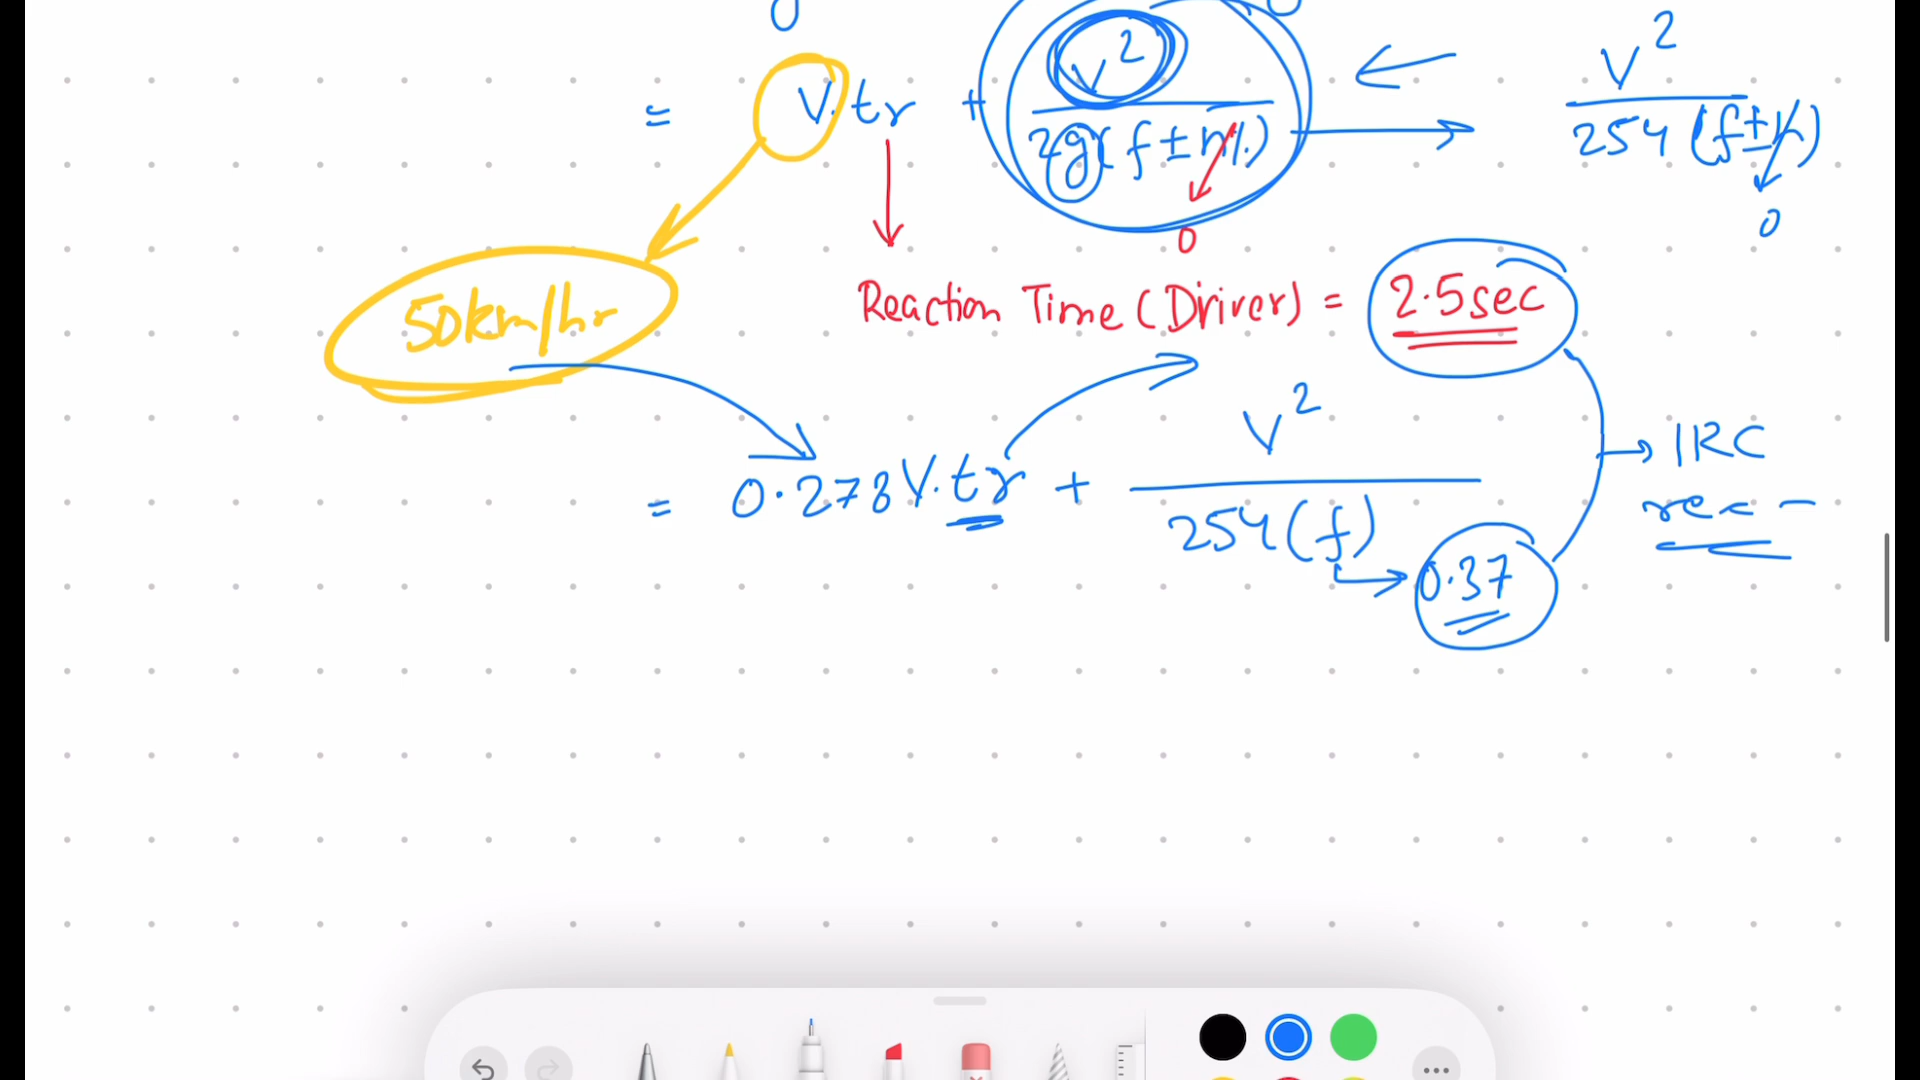 = V.tr + V² / 2g(f ± n%) ← → V² / 254(f ± n)
0
0
50km/hr
Reaction Time (Driver) = 2.5sec
= 0.278V.tr + V² / 254(f)
→ IRC
rec -
→ 0.37